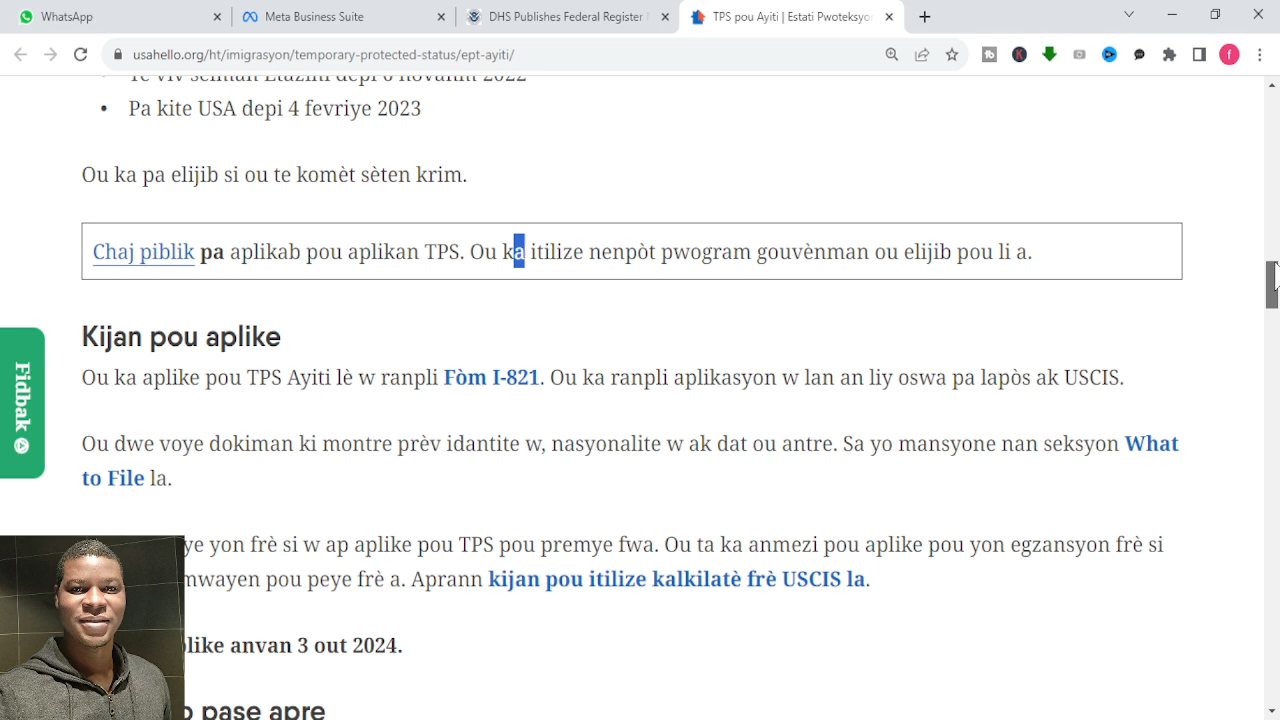 WhatsApp
Meta Business Suite
DHS Publishes Federal Register
TPS pou Ayiti | Estati Pwoteksyo
usahello.org/ht/imigrasyon/temporary-protected-status/ept-ayiti/
• Te viv sèlman Etazini depi 6 novanm 2022
• Pa kite USA depi 4 fevriye 2023
Ou ka pa elijib si ou te komèt sèten krim.
Chaj piblik pa aplikab pou aplikan TPS. Ou ka itilize nenpòt pwogram gouvènman ou elijib pou li a.
Kijan pou aplike
Ou ka aplike pou TPS Ayiti lè w ranpli Fòm I-821. Ou ka ranpli aplikasyon w lan an liy oswa pa lapòs ak USCIS.
Ou dwe voye dokiman ki montre prèv idantite w, nasyonalite w ak dat ou antre. Sa yo mansyone nan seksyon What
to File la.
ye yon frè si w ap aplike pou TPS pou premye fwa. Ou ta ka anmezi pou aplike pou yon egzansyon frè si
mwayen pou peye frè a. Aprann kijan pou itilize kalkilatè frè USCIS la.
like anvan 3 out 2024.
pase apre
Fidbak
f